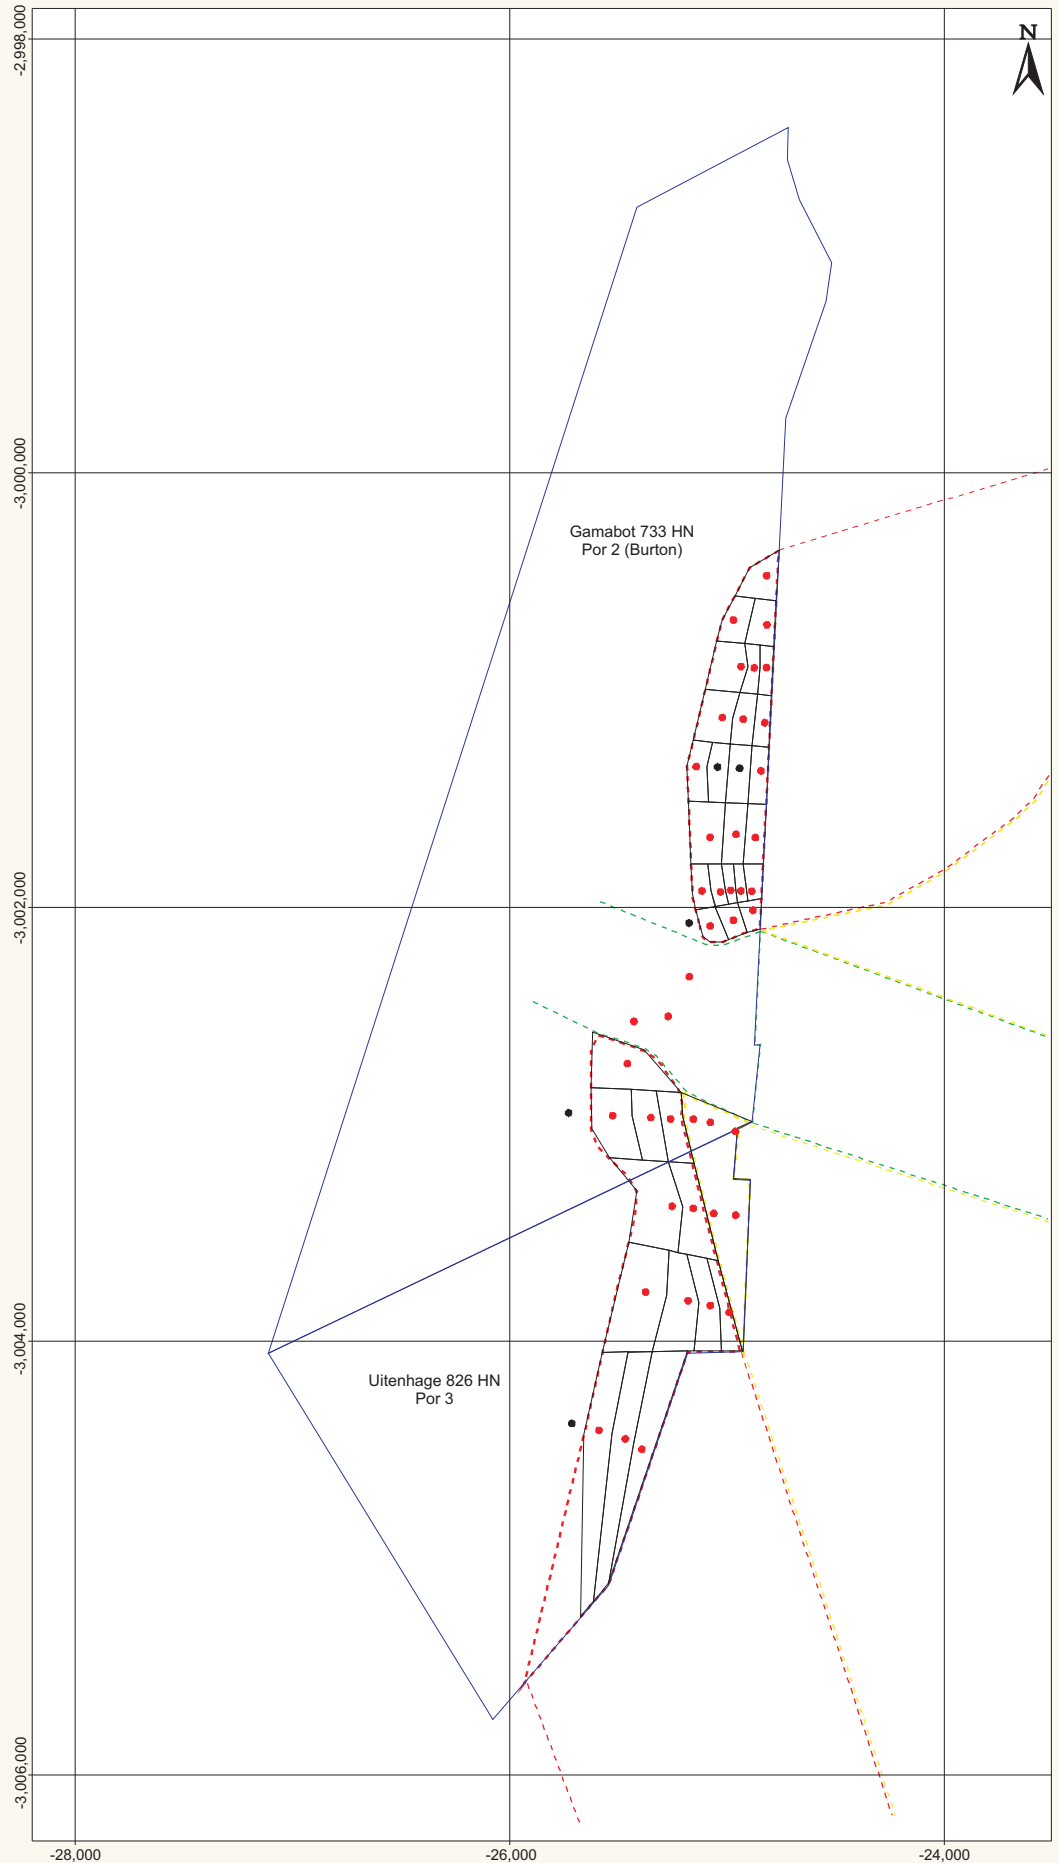 N
-2,998,000
-3,000,000
Gamabot 733 HN
Por 2 (Burton)
-3,002,000
-3,004,000
Uitenhage 826 HN
Por 3
-3,006,000
-28,000
-26,000
-24,000